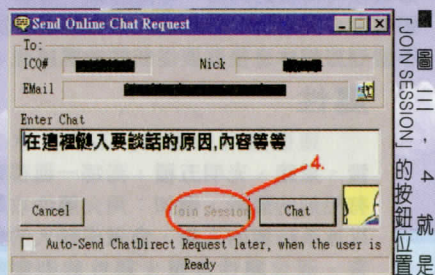 Send Online Chat Request
To:
ICQ# Nick
EMail
Enter Chat
在這裡鍵入要談話的原因,內容等等
4.
Cancel Join Session Chat
Auto-Send ChatDirect Request later, when the user is
Ready
■ 圖三,4就是
「JOIN SESSION」的按鈕位置